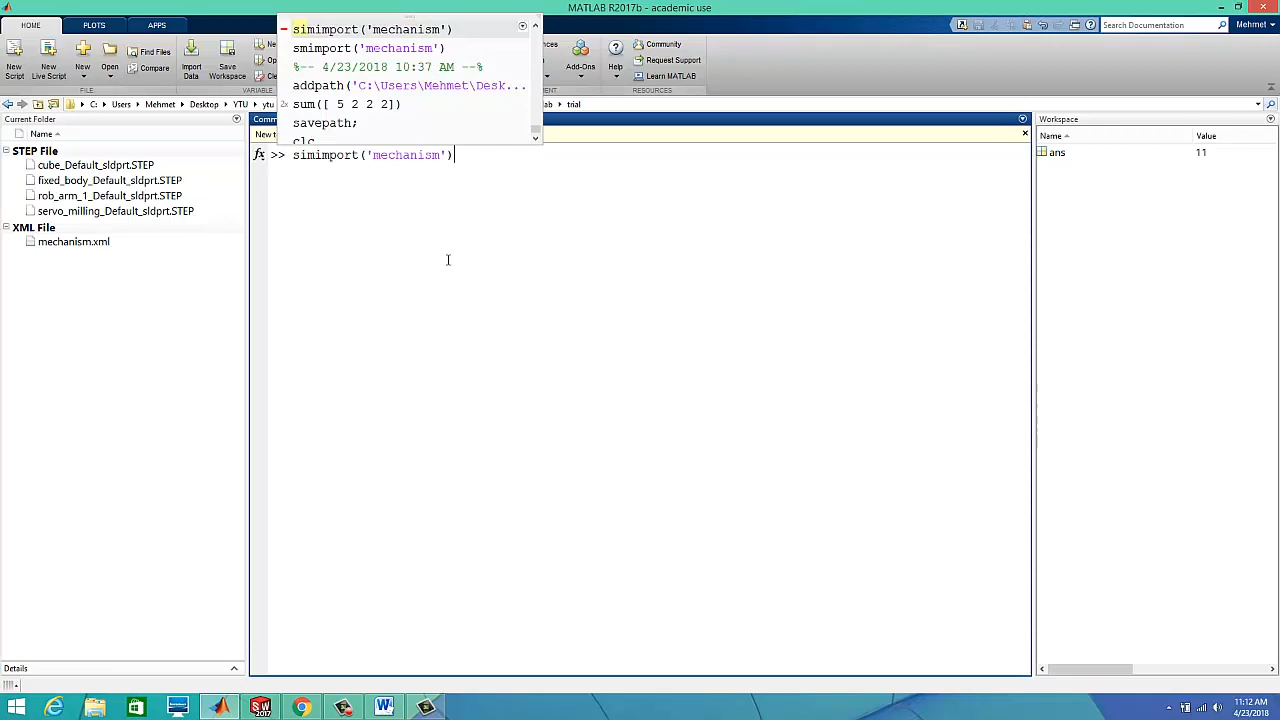 MATLAB R2017b - academic use
HOME
PLOTS
APPS
Search Documentation
Mehmet
New Script
New Live Script
New
Open
Find Files
Compare
Import Data
Save Workspace
Add-Ons
Help
Community
Request Support
Learn MATLAB
FILE
RESOURCES
C:
Users
Mehmet
Desktop
YTU
ytu
trial
Current Folder
Name
STEP File
cube_Default_sldprt.STEP
fixed_body_Default_sldprt.STEP
rob_arm_1_Default_sldprt.STEP
servo_milling_Default_sldprt.STEP
XML File
mechanism.xml
Details
simimport('mechanism')
smimport('mechanism')
%-- 4/23/2018 10:37 AM --%
addpath('C:\Users\Mehmet\Desk...
2x sum([ 5 2 2 2])
savepath;
clc
fx >> simimport('mechanism')
Workspace
Name
Value
ans
11
11:12 AM
4/23/2018